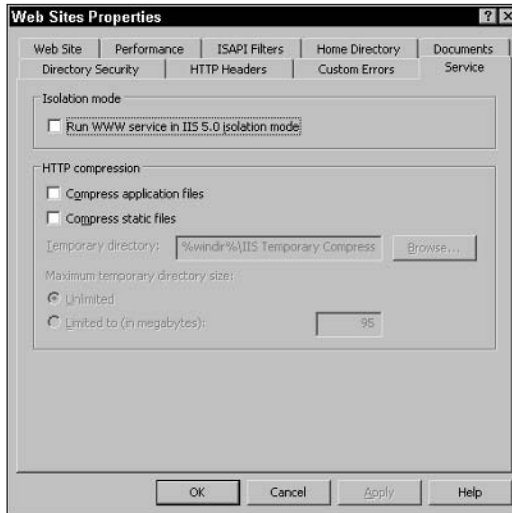 Web Sites Properties
Web Site Performance ISAPI Filters Home Directory Documents
Directory Security HTTP Headers Custom Errors Service
Isolation mode
Run WWW service in IIS 5.0 isolation mode
HTTP compression
Compress application files
Compress static files
Temporary directory: %windir%\IIS Temporary Compress Browse...
Maximum temporary directory size:
Unlimited
Limited to (in megabytes): 95
OK Cancel Apply Help